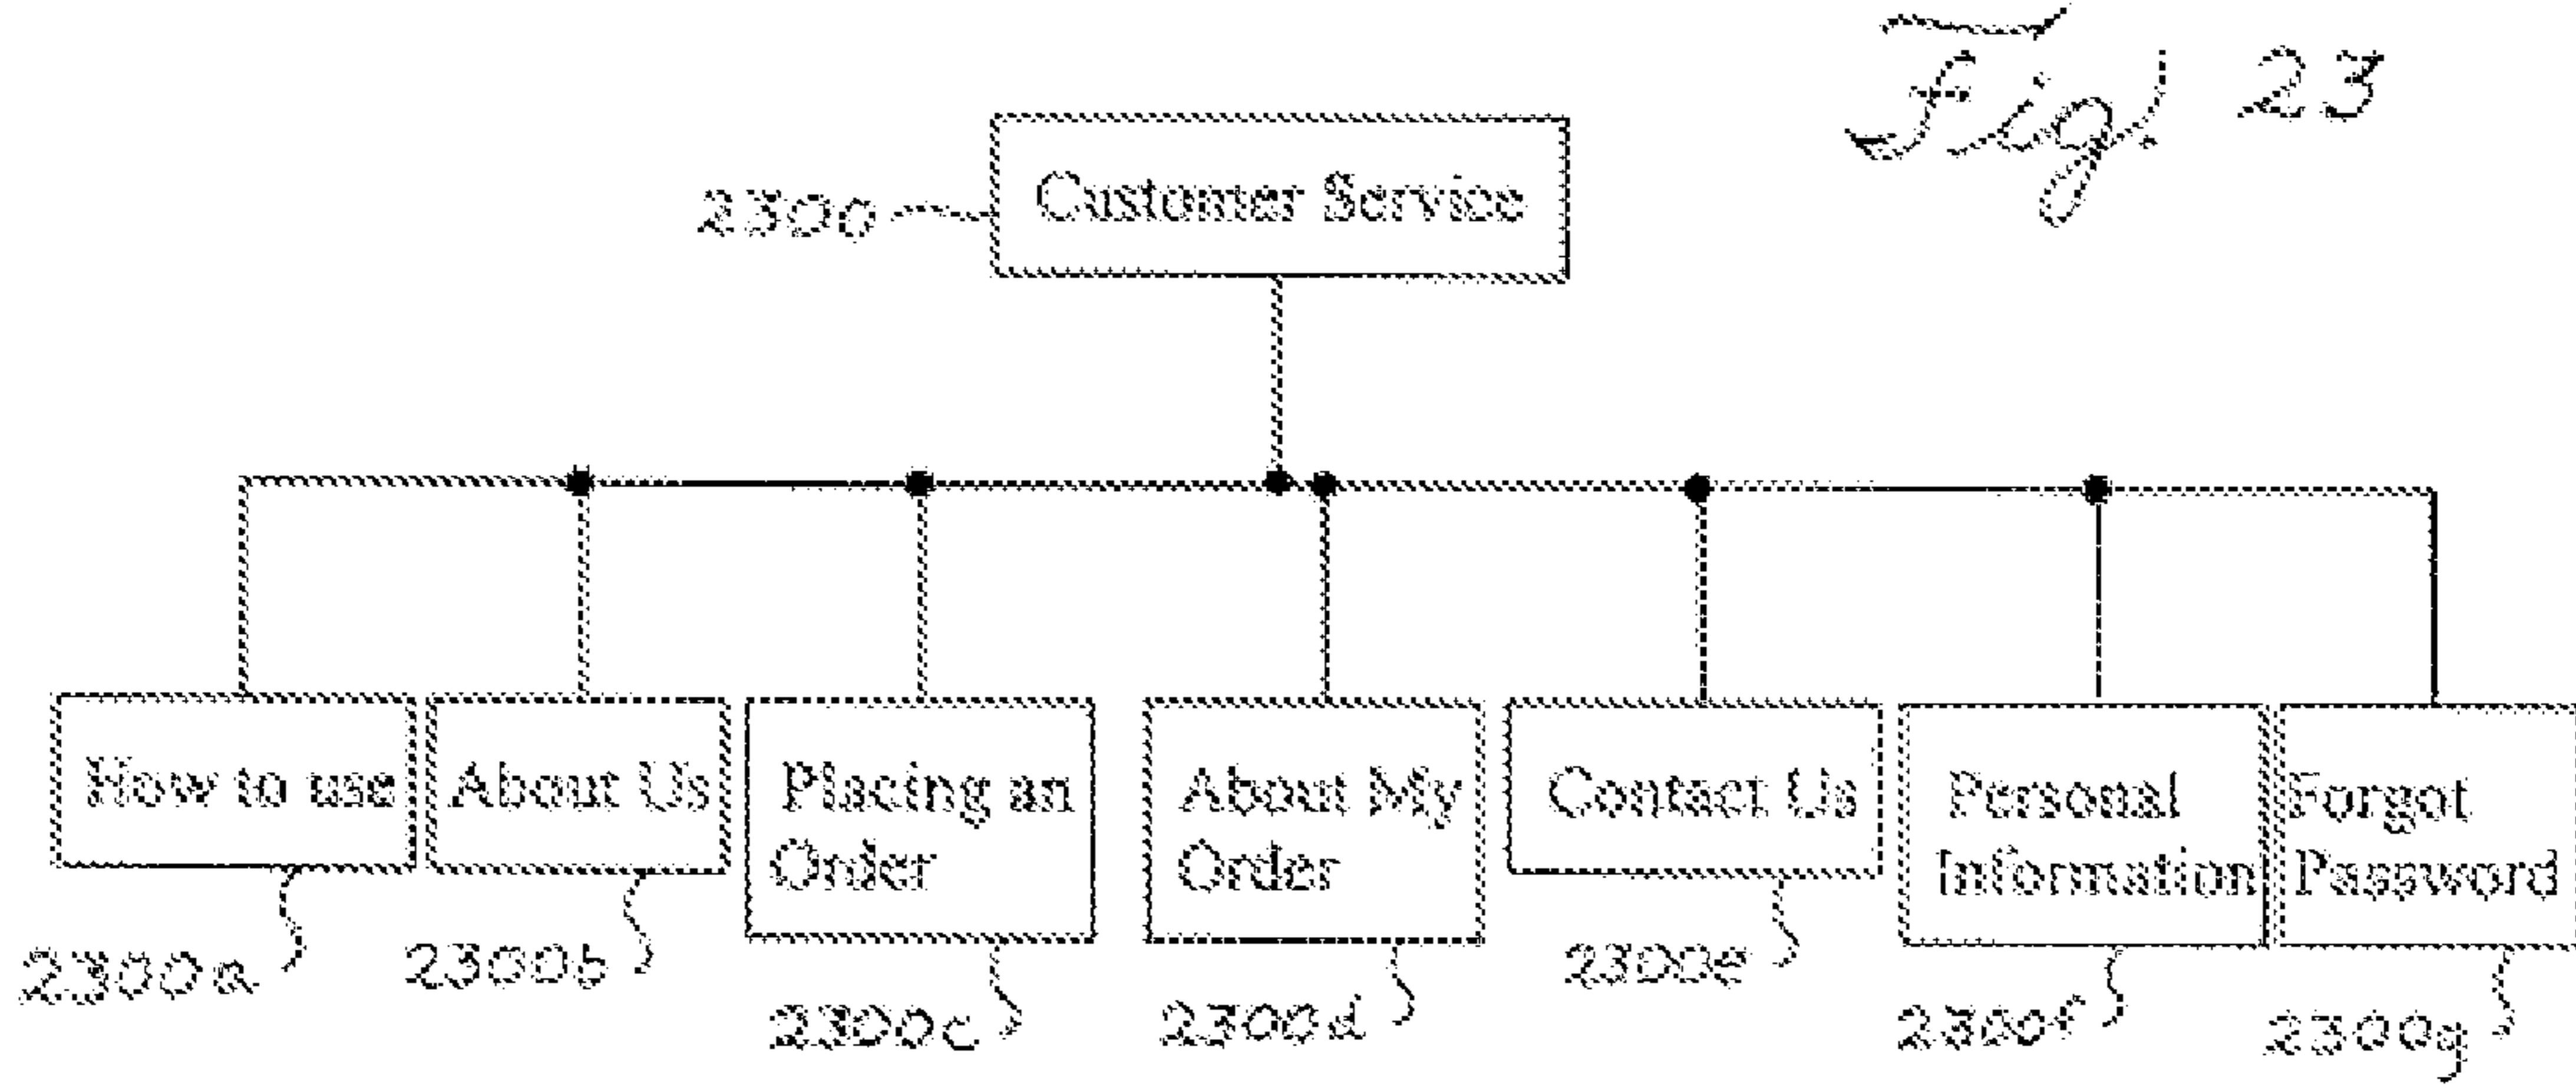 Fig. 23
Customer Service
2300
How to use
About Us
Placing an
Order
About My
Order
Contact Us
Personal
Information
Forgot
Password
2300a
2300b
2300c
2300d
2300e
2300f
2300g